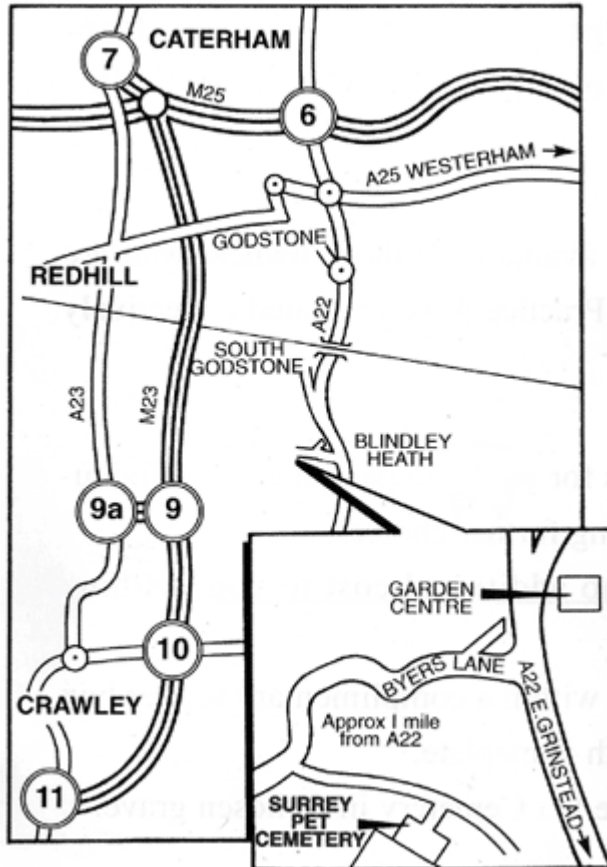 7
CATERHAM
M25
6
A25 WESTERHAM
GODSTONE
REDHILL
A22
SOUTH
GODSTONE
A23
M23
BLINDLEY
HEATH
9a
9
GARDEN
CENTRE
10
BYERS LANE
A22 E.GRINSTEAD
CRAWLEY
Approx 1 mile
from A22
11
SURREY
PET
CEMETERY